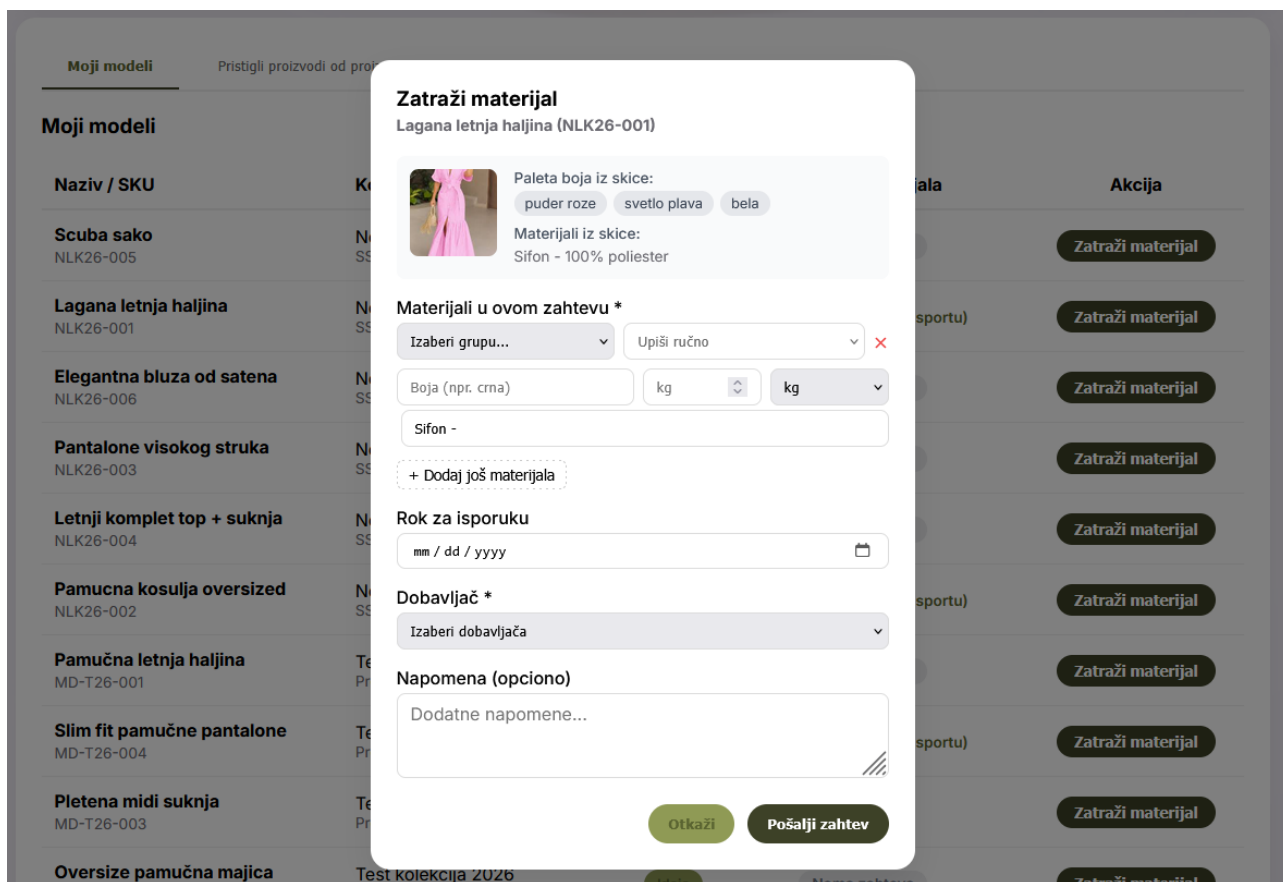 Moji modeli
Pristigli proizvodi od proi
Moji modeli
Naziv / SKU
Akcija
Scuba sako
NLK26-005
Zatraži materijal
Lagana letnja haljina
NLK26-001
sportu)
Zatraži materijal
Elegantna bluza od satena
NLK26-006
Zatraži materijal
Pantalone visokog struka
NLK26-003
Zatraži materijal
Letnji komplet top + suknja
NLK26-004
Zatraži materijal
Pamucna kosulja oversized
NLK26-002
sportu)
Zatraži materijal
Pamučna letnja haljina
MD-T26-001
Zatraži materijal
Slim fit pamučne pantalone
MD-T26-004
sportu)
Zatraži materijal
Pletena midi suknja
MD-T26-003
Zatraži materijal
Oversize pamučna majica
Test kolekcija 2026
Zatraži materijal
Zatraži materijal
Lagana letnja haljina (NLK26-001)
Paleta boja iz skice:
puder roze svetlo plava bela
Materijali iz skice:
Sifon - 100% poliester
Materijali u ovom zahtevu *
Izaberi grupu... Upiši ručno
Boja (npr. crna) kg kg
Sifon -
+ Dodaj još materijala
Rok za isporuku
mm / dd / yyyy
Dobavljač *
Izaberi dobavljača
Napomena (opciono)
Dodatne napomene...
Otkaži Pošalji zahtev